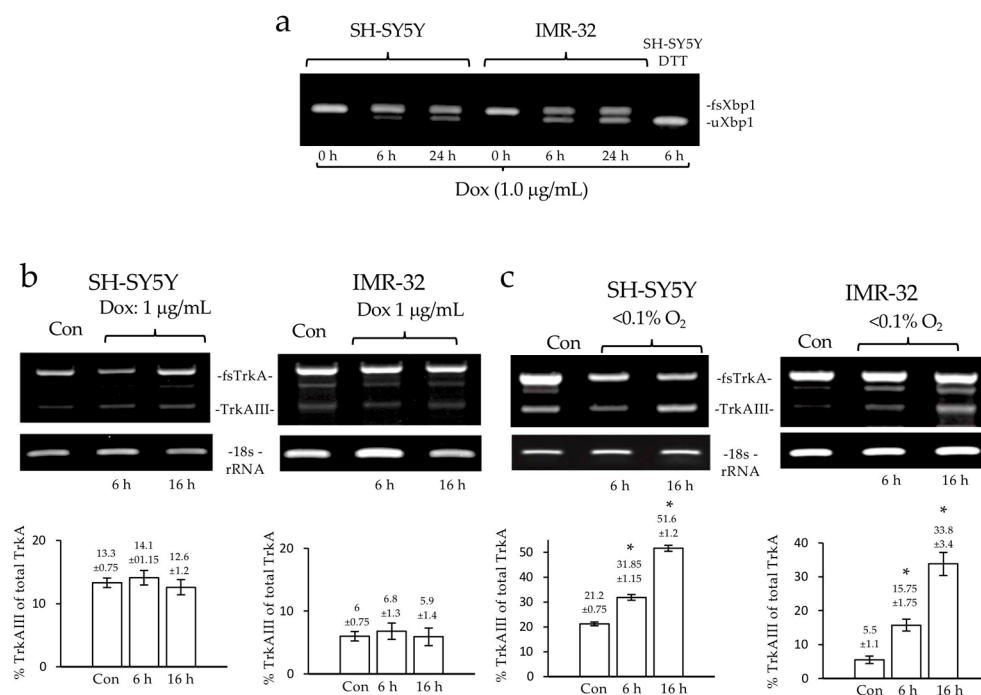 a
SH-SY5Y
IMR-32
SH-SY5Y
DTT
-fsXbp1
-uXbp1
0 h 6 h 24 h 0 h 6 h 24 h 6 h
Dox (1.0 µg/mL)
b
SH-SY5Y
Dox: 1 µg/mL
Con
IMR-32
Dox 1 µg/mL
Con
-fsTrkA-
-TrkAIII-
-18s -
rRNA
6 h 16 h
6 h 16 h
% TrkAIII of total TrkA
20
10
0
13.3
±0.75
14.1
±01.15
12.6
±1.2
Con 6 h 16 h
20
10
0
6
±0.75
6.8
±1.3
5.9
±1.4
Con 6 h 16 h
c
SH-SY5Y
<0.1% O₂
Con
IMR-32
<0.1% O₂
Con
-fsTrkA-
-TrkAIII-
-18s -
rRNA
6 h 16 h
6 h 16 h
% TrkAIII of total TrkA
50
40
30
20
10
0
21.2
±0.75
*
31.85
±1.15
*
51.6
±1.2
Con 6 h 16 h
% TrkAIII of total TrkA
40
30
20
10
0
5.5
±1.1
*
15.75
±1.75
*
33.8
±3.4
Con 6 h 16 h